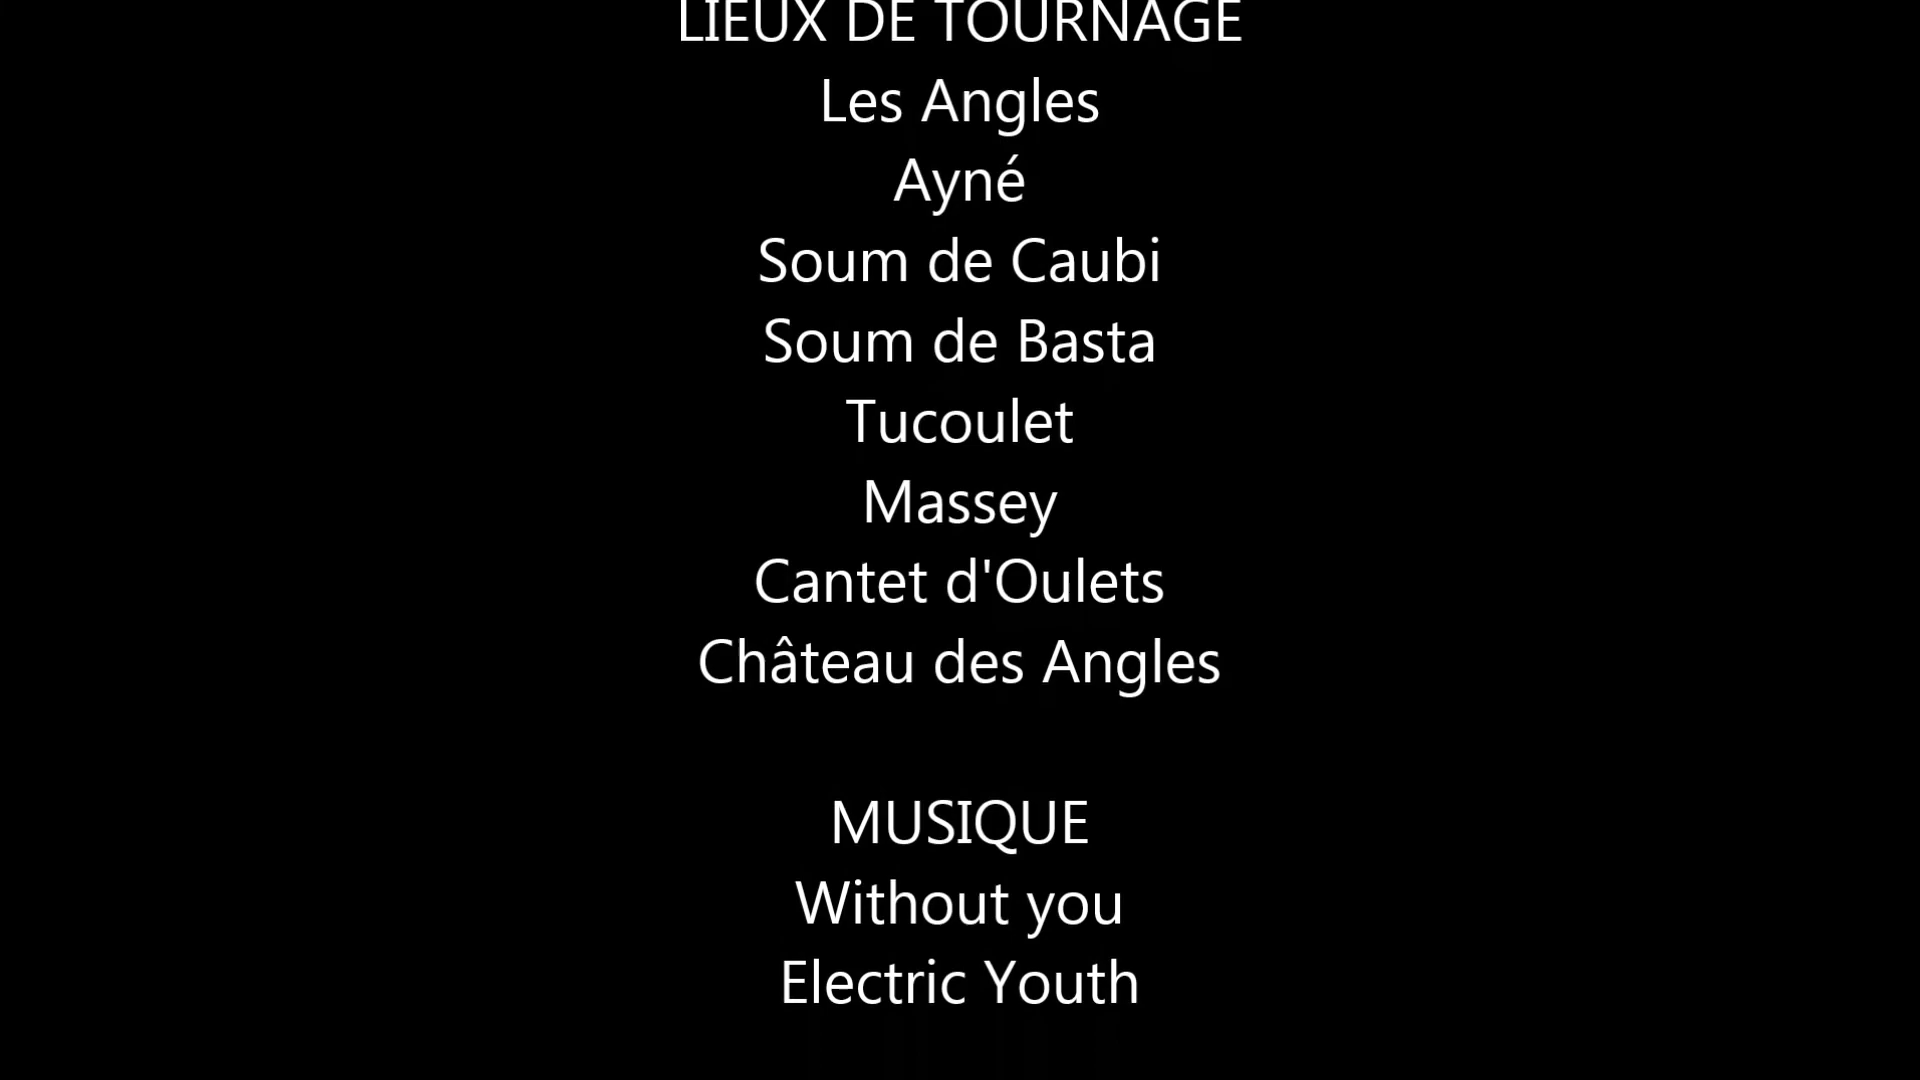 LIEUX DE TOURNAGE
Les Angles
Ayné
Soum de Caubi
Soum de Basta
Tucoulet
Massey
Cantet d'Oulets
Château des Angles
MUSIQUE
Without you
Electric Youth